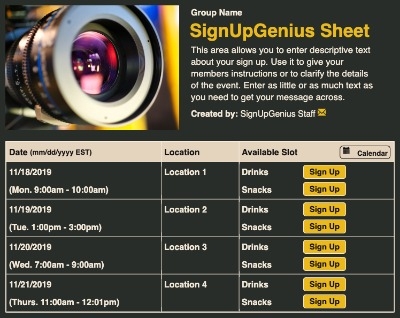 Group Name
SignUpGenius Sheet
This area allows you to enter descriptive text
about your sign up. Use it to give your
members instructions or to clarify the details
of the event. Enter as little or as much text as
you need to get your message across.
Created by: SignUpGenius Staff
Date (mm/dd/yyyy EST) Location Available Slot Calendar
11/18/2019 Location 1 Drinks Sign Up
(Mon. 9:00am - 10:00am) Snacks Sign Up
11/19/2019 Location 2 Drinks Sign Up
(Tue. 1:00pm - 3:00pm) Snacks Sign Up
11/20/2019 Location 3 Drinks Sign Up
(Wed. 7:00am - 9:00am) Snacks Sign Up
11/21/2019 Location 4 Drinks Sign Up
(Thurs. 11:00am - 12:01pm) Snacks Sign Up